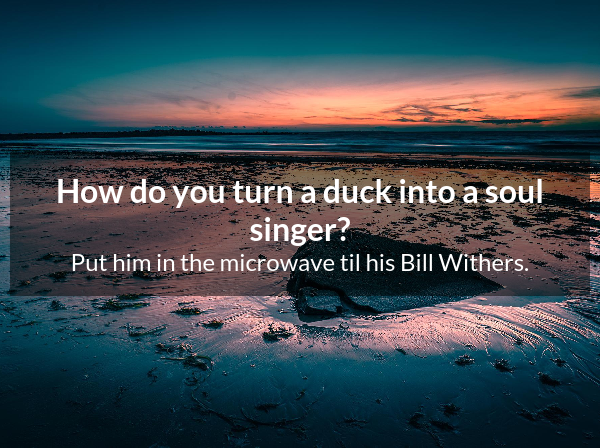 How do you turn a duck into a soul
singer?
Put him in the microwave til his Bill Withers.